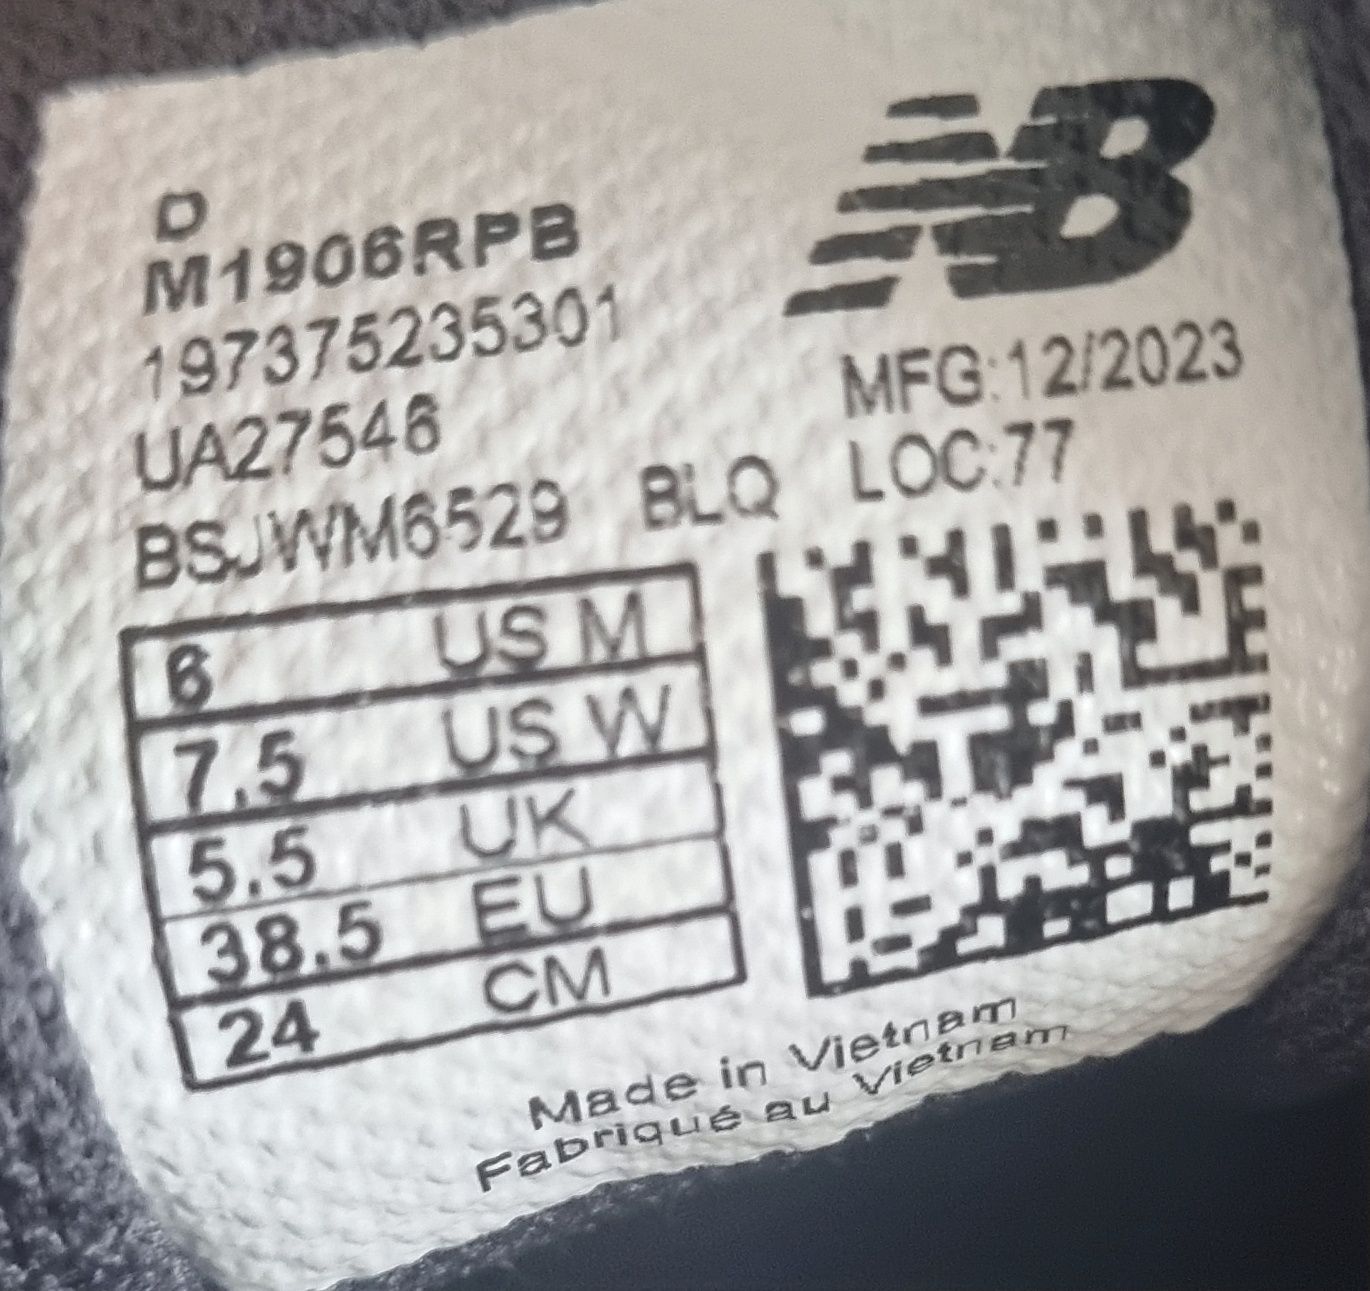 D
M1906RPB
197375235301
UA27546
BSJWM6529 BLQ
NB
MFG:12/2023
LOC:77
6 US M
7.5 US W
5.5 UK
38.5 EU
24 CM
Made in Vietnam
Fabriqué au Vietnam